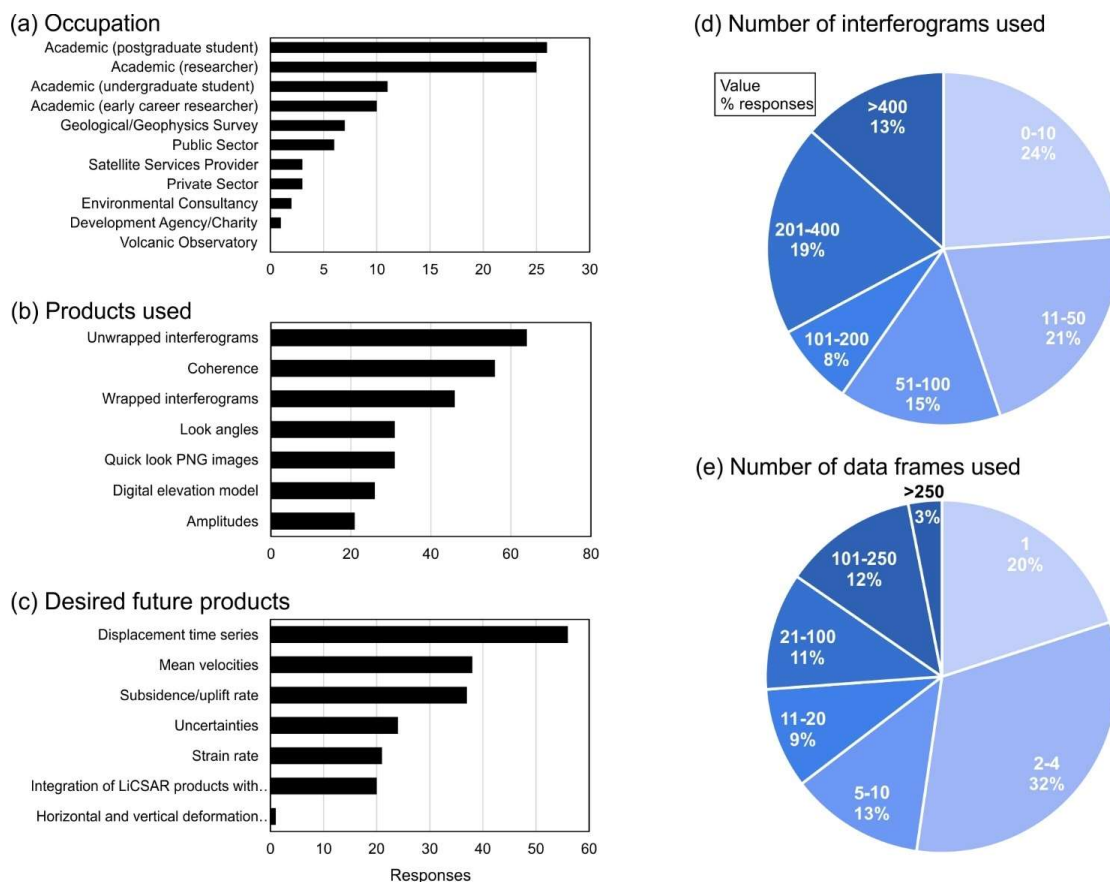 (a) Occupation
Academic (postgraduate student)
Academic (researcher)
Academic (undergraduate student)
Academic (early career researcher)
Geological/Geophysics Survey
Public Sector
Satellite Services Provider
Private Sector
Environmental Consultancy
Development Agency/Charity
Volcanic Observatory
0 5 10 15 20 25 30
(b) Products used
Unwrapped interferograms
Coherence
Wrapped interferograms
Look angles
Quick look PNG images
Digital elevation model
Amplitudes
0 20 40 60 80
(c) Desired future products
Displacement time series
Mean velocities
Subsidence/uplift rate
Uncertainties
Strain rate
Integration of LiCSAR products with..
Horizontal and vertical deformation..
0 10 20 30 40 50 60
Responses
(d) Number of interferograms used
Value
% responses
0-10
24%
11-50
21%
51-100
15%
101-200
8%
201-400
19%
>400
13%
(e) Number of data frames used
1
20%
2-4
32%
5-10
13%
11-20
9%
21-100
11%
101-250
12%
>250
3%